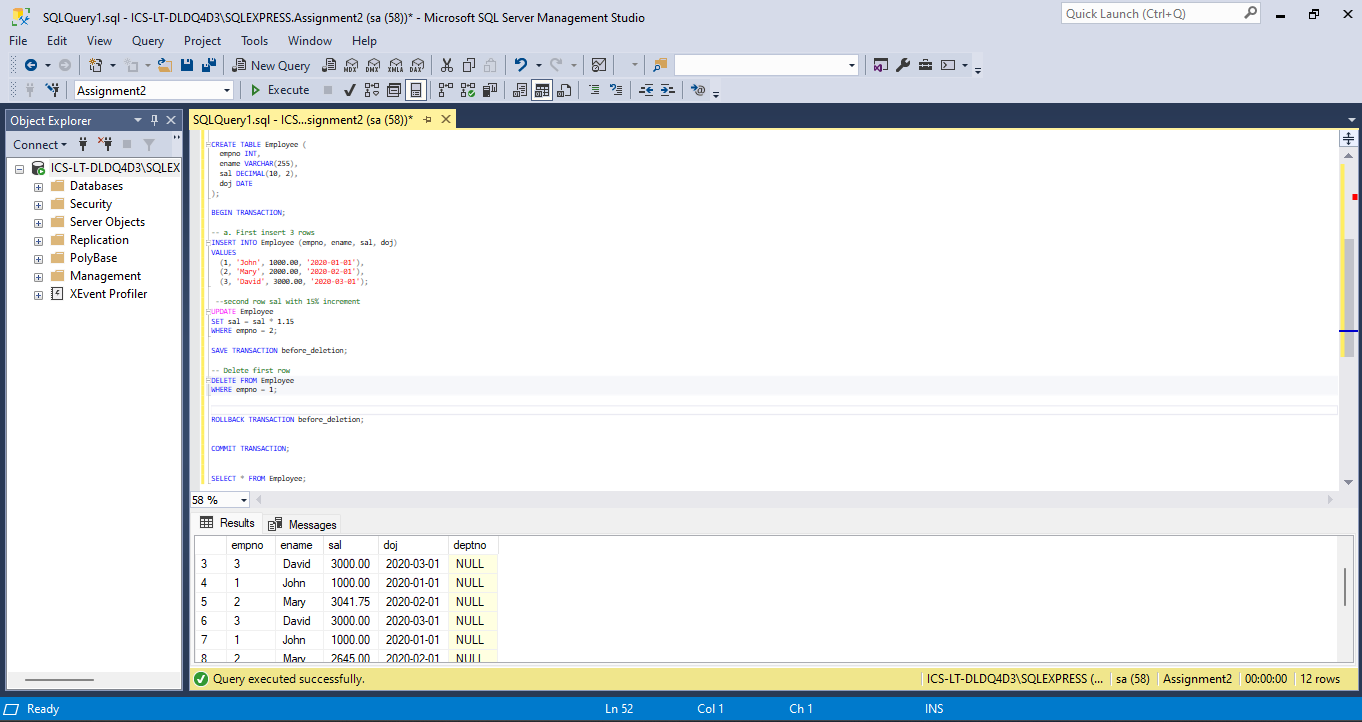 SQLQuery1.sql - ICS-LT-DLDQ4D3\SQLEXPRESS.Assignment2 (sa (58))* - Microsoft SQL Server Management Studio
Quick Launch (Ctrl+Q)
File Edit View Query Project Tools Window Help
New Query MDX DMX XMLA DAX
Assignment2 Execute
Object Explorer
SQLQuery1.sql - ICS...signment2 (sa (58))*
Connect
ICS-LT-DLDQ4D3\SQLEX
Databases
Security
Server Objects
Replication
PolyBase
Management
XEvent Profiler
CREATE TABLE Employee (
empno INT,
ename VARCHAR(255),
sal DECIMAL(10, 2),
doj DATE
);
BEGIN TRANSACTION;
-- a. First insert 3 rows
INSERT INTO Employee (empno, ename, sal, doj)
VALUES
(1, 'John', 1000.00, '2020-01-01'),
(2, 'Mary', 2000.00, '2020-02-01'),
(3, 'David', 3000.00, '2020-03-01');
--second row sal with 15% increment
UPDATE Employee
SET sal = sal * 1.15
WHERE empno = 2;
SAVE TRANSACTION before_deletion;
-- Delete first row
DELETE FROM Employee
WHERE empno = 1;
ROLLBACK TRANSACTION before_deletion;
COMMIT TRANSACTION;
SELECT * FROM Employee;
58 %
Results Messages
empno ename sal doj deptno
3 3 David 3000.00 2020-03-01 NULL
4 1 John 1000.00 2020-01-01 NULL
5 2 Mary 3041.75 2020-02-01 NULL
6 3 David 3000.00 2020-03-01 NULL
7 1 John 1000.00 2020-01-01 NULL
8 2 Mary 2645.00 2020-02-01 NULL
Query executed successfully. ICS-LT-DLDQ4D3\SQLEXPRESS (... sa (58) Assignment2 00:00:00 12 rows
Ready Ln 52 Col 1 Ch 1 INS